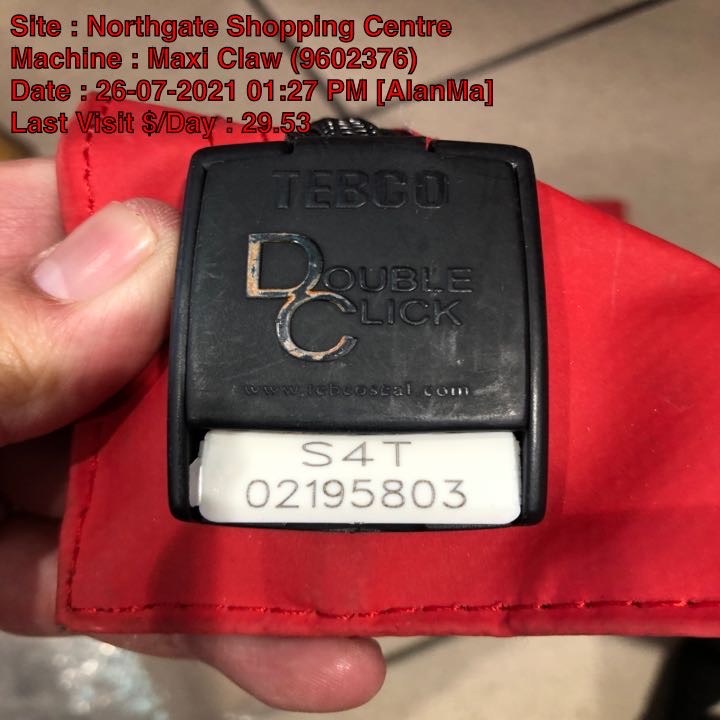 Site : Northgate Shopping Centre
Machine : Maxi Claw (9602376)
Date : 26-07-2021 01:27 PM [AlanMa]
Last Visit $/Day : 29.53
TEBCO
DOUBLE
CLICK
www.tebcoseal.com
S4T
02195803